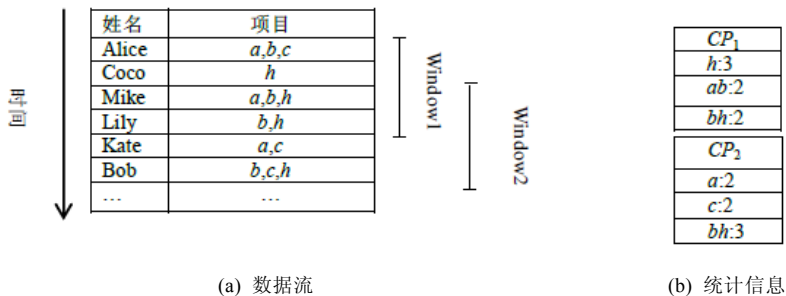 时间
姓名 项目
Alice a,b,c
Coco h
Mike a,b,h
Lily b,h
Kate a,c
Bob b,c,h
... ...
Window1
Window2
(a) 数据流
CP1
h:3
ab:2
bh:2
CP2
a:2
c:2
bh:3
(b) 统计信息